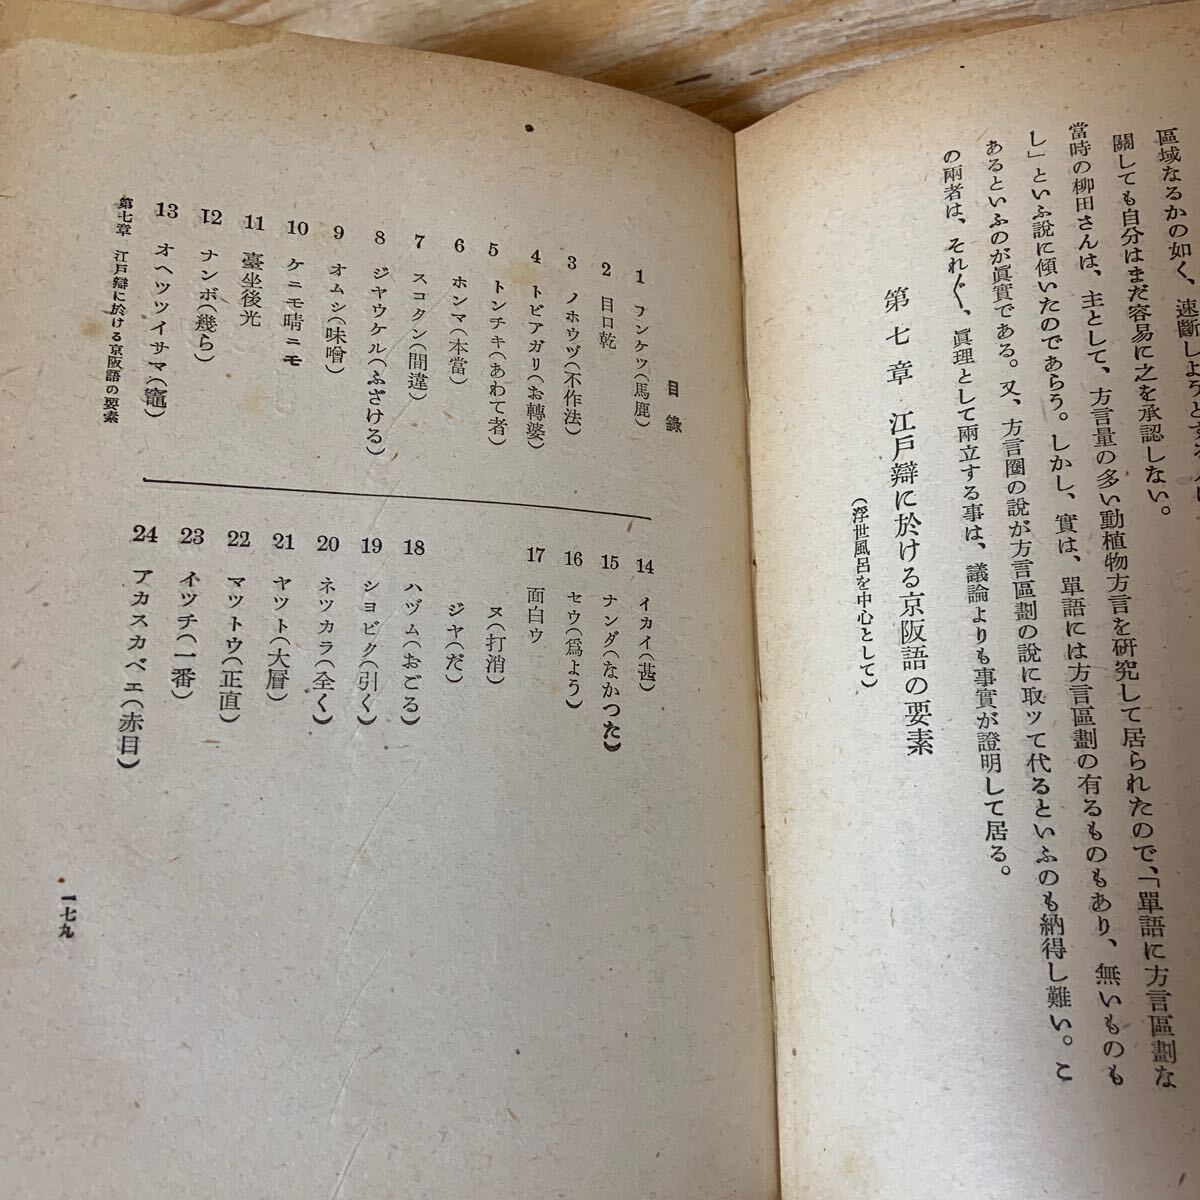 區域なるかの如く、速斷しようとする
關しても自分はまだ容易に之を承認しない。
當時の柳田さんは、主として、方言量の多い動植物方言を研究して居られたので、「單語に方言區劃な
し」といふ說に傾いたのであらう。しかし、實は、單語には方言區劃の有るものもあり、無いものも
あるといふのが眞實である。又、方言圈の說が方言區劃の說に取ツて代るといふのも納得し難い。こ
の兩者は、それ〴〵、眞理として兩立する事は、議論よりも事實が證明して居る。
第七章 江戸辯に於ける京阪語の要素
(浮世風呂を中心として)
目錄
1 フンケツ(馬鹿)
2 目口乾
3 ノホウヅ(不作法)
4 トビアガリ(お轉婆)
5 トンチキ(あわて者)
6 ホンマ(本當)
7 スコタン(間違)
8 ジヤウケル(ふざける)
9 オムシ(味噌)
10 ケニモ晴ニモ
11 臺坐後光
12 ナンボ(幾ら)
13 オヘツツイサマ(竈)
14 イカイ(甚)
15 ナンダ(なかつた)
16 セウ(爲よう)
17 面白ウ
ヌ(打消)
ジヤ(だ)
18 ハヅム(おごる)
19 シヨビク(引く)
20 ネツカラ(全く)
21 ヤツト(大層)
22 マツトウ(正直)
23 イツチ(一番)
24 アカスカベエ(赤目)
第七章 江戸辯に於ける京阪語の要素
一七九